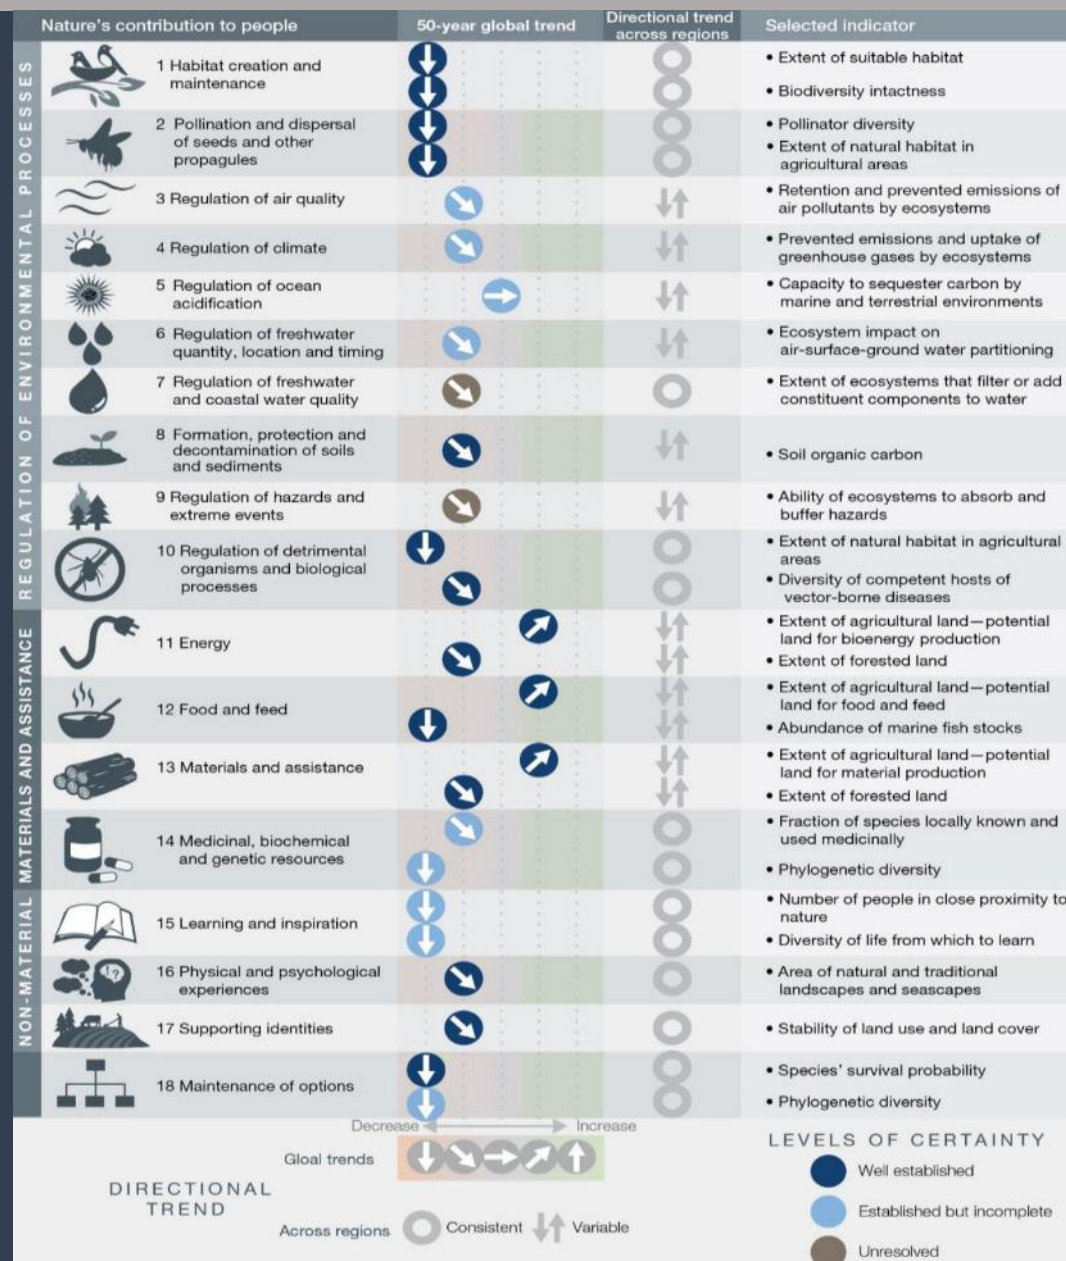 Nature's contribution to people
50-year global trend
Directional trend
across regions
Selected indicator
REGULATION OF ENVIRONMENTAL PROCESSES
1 Habitat creation and
maintenance
• Extent of suitable habitat
• Biodiversity intactness
2 Pollination and dispersal
of seeds and other
propagules
• Pollinator diversity
• Extent of natural habitat in
agricultural areas
3 Regulation of air quality
• Retention and prevented emissions of
air pollutants by ecosystems
4 Regulation of climate
• Prevented emissions and uptake of
greenhouse gases by ecosystems
5 Regulation of ocean
acidification
• Capacity to sequester carbon by
marine and terrestrial environments
6 Regulation of freshwater
quantity, location and timing
• Ecosystem impact on
air-surface-ground water partitioning
7 Regulation of freshwater
and coastal water quality
• Extent of ecosystems that filter or add
constituent components to water
8 Formation, protection and
decontamination of soils
and sediments
• Soil organic carbon
9 Regulation of hazards and
extreme events
• Ability of ecosystems to absorb and
buffer hazards
10 Regulation of detrimental
organisms and biological
processes
• Extent of natural habitat in agricultural
areas
• Diversity of competent hosts of
vector-borne diseases
MATERIALS AND ASSISTANCE
11 Energy
• Extent of agricultural land—potential
land for bioenergy production
• Extent of forested land
12 Food and feed
• Extent of agricultural land—potential
land for food and feed
• Abundance of marine fish stocks
13 Materials and assistance
• Extent of agricultural land—potential
land for material production
• Extent of forested land
14 Medicinal, biochemical
and genetic resources
• Fraction of species locally known and
used medicinally
• Phylogenetic diversity
NON-MATERIAL
15 Learning and inspiration
• Number of people in close proximity to
nature
• Diversity of life from which to learn
16 Physical and psychological
experiences
!?
• Area of natural and traditional
landscapes and seascapes
17 Supporting identities
• Stability of land use and land cover
18 Maintenance of options
• Species' survival probability
• Phylogenetic diversity
Decrease
Increase
Gloal trends
DIRECTIONAL
TREND
Across regions
Consistent
Variable
LEVELS OF CERTAINTY
Well established
Established but incomplete
Unresolved